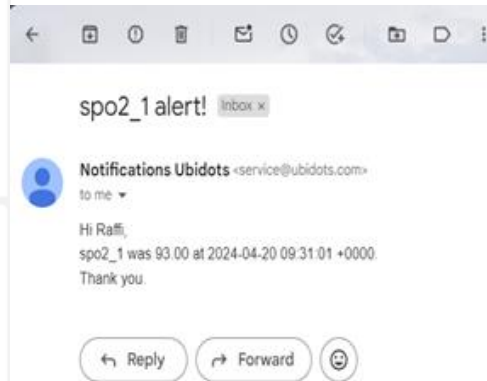 spo2_1 alert! Inbox ×
Notifications Ubidots <service@ubidots.com>
to me
Hi Raffi,
spo2_1 was 93.00 at 2024-04-20 09:31:01 +0000.
Thank you.
Reply Forward